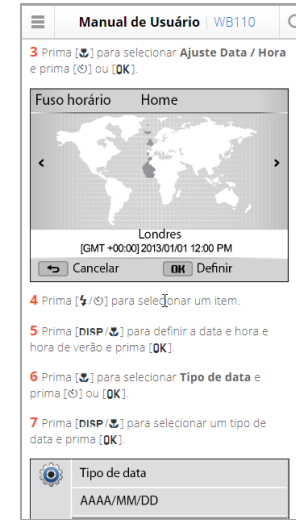 Manual de Usuário | WB110
3 Prima [] para selecionar Ajuste Data / Hora
e prima [] ou [OK].
Fuso horário Home
Londres
[GMT +00:00] 2013/01/01 12:00 PM
Cancelar OK Definir
4 Prima [/] para selecionar um item.
5 Prima [DISP/] para definir a data e hora e
hora de verão e prima [OK].
6 Prima [] para selecionar Tipo de data e
prima [] ou [OK].
7 Prima [DISP/] para selecionar um tipo de
data e prima [OK].
Tipo de data
AAAA/MM/DD